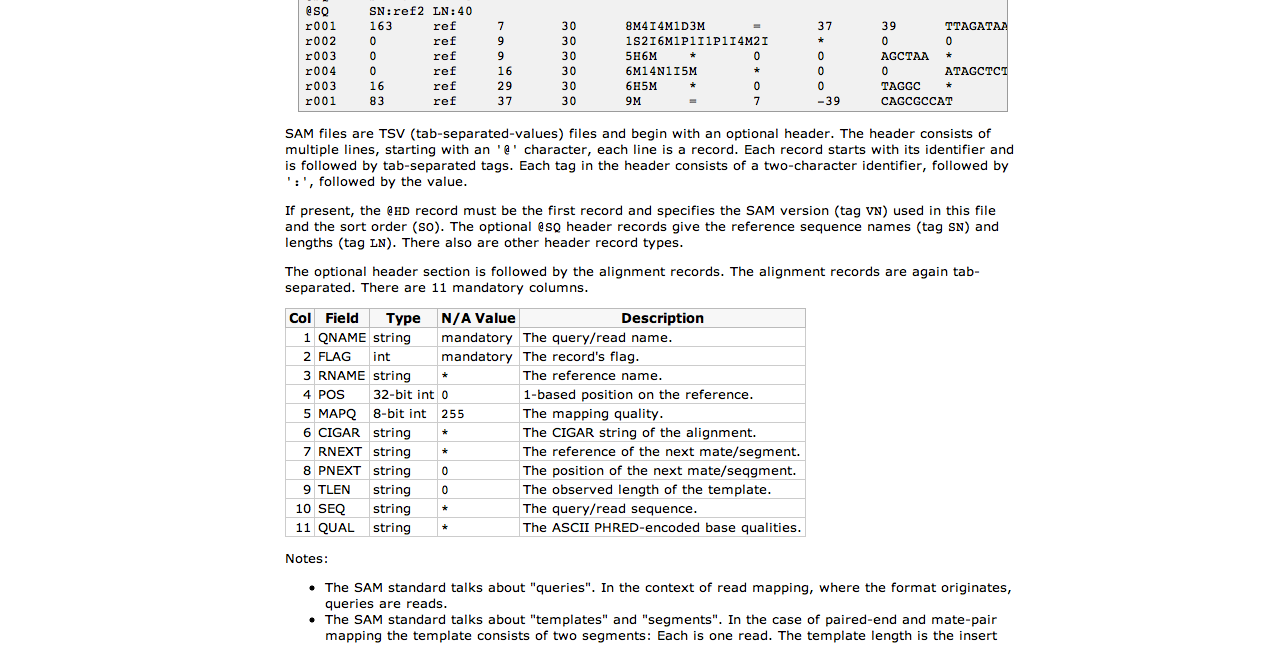 @SQ SN:ref2 LN:40
r001 163 ref 7 30 8M4I4M1D3M = 37 39 TTAGATAA
r002 0 ref 9 30 1S2I6M1P1I1P1I4M2I * 0 0
r003 0 ref 9 30 5H6M * 0 0 AGCTAA *
r004 0 ref 16 30 6M14N1I5M * 0 0 ATAGCTCT
r003 16 ref 29 30 6H5M * 0 0 TAGGC *
r001 83 ref 37 30 9M = 7 -39 CAGCGCCAT
SAM files are TSV (tab-separated-values) files and begin with an optional header. The header consists of
multiple lines, starting with an '@' character, each line is a record. Each record starts with its identifier and
is followed by tab-separated tags. Each tag in the header consists of a two-character identifier, followed by
':', followed by the value.
If present, the @HD record must be the first record and specifies the SAM version (tag VN) used in this file
and the sort order (SO). The optional @SQ header records give the reference sequence names (tag SN) and
lengths (tag LN). There also are other header record types.
The optional header section is followed by the alignment records. The alignment records are again tab-
separated. There are 11 mandatory columns.
Col Field Type N/A Value Description
1 QNAME string mandatory The query/read name.
2 FLAG int mandatory The record's flag.
3 RNAME string * The reference name.
4 POS 32-bit int 0 1-based position on the reference.
5 MAPQ 8-bit int 255 The mapping quality.
6 CIGAR string * The CIGAR string of the alignment.
7 RNEXT string * The reference of the next mate/segment.
8 PNEXT string 0 The position of the next mate/seqgment.
9 TLEN string 0 The observed length of the template.
10 SEQ string * The query/read sequence.
11 QUAL string * The ASCII PHRED-encoded base qualities.
Notes:
• The SAM standard talks about "queries". In the context of read mapping, where the format originates,
queries are reads.
• The SAM standard talks about "templates" and "segments". In the case of paired-end and mate-pair
mapping the template consists of two segments: Each is one read. The template length is the insert